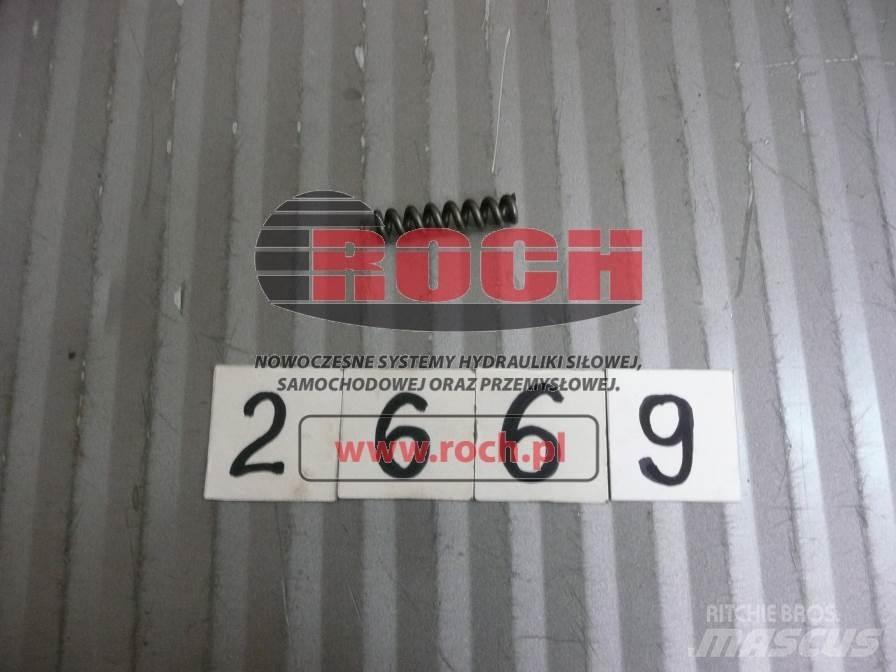 ROCH
NOWOCZESNE SYSTEMY HYDRAULIKI SIŁOWEJ,
SAMOCHODOWEJ ORAZ PRZEMYSŁOWEJ.
2 6 6 9
www.roch.pl
RITCHIE BROS.
MASCUS